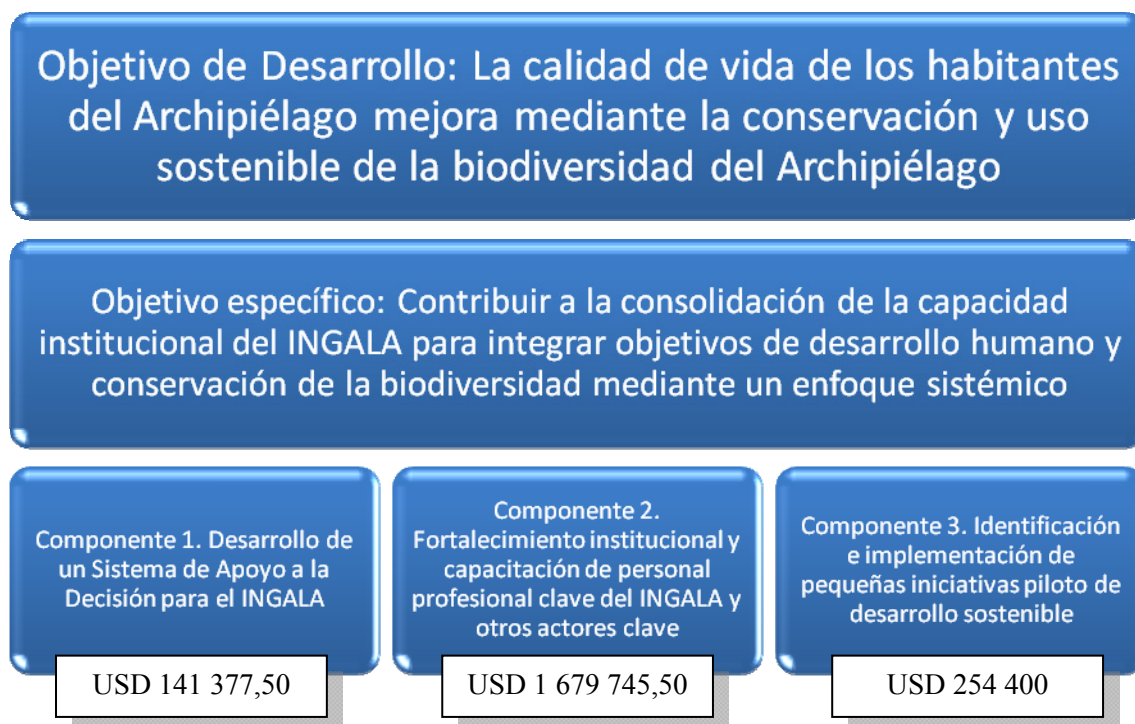 Objetivo de Desarrollo: La calidad de vida de los habitantes
del Archipiélago mejora mediante la conservación y uso
sostenible de la biodiversidad del Archipiélago
Objetivo específico: Contribuir a la consolidación de la capacidad
institucional del INGALA para integrar objetivos de desarrollo humano y
conservación de la biodiversidad mediante un enfoque sistémico
Componente 1. Desarrollo de
un Sistema de Apoyo a la
Decisión para el INGALA
USD 141 377,50
Componente 2.
Fortalecimiento institucional y
capacitación de personal
profesional clave del INGALA y
otros actores clave
USD 1 679 745,50
Componente 3. Identificación
e implementación de
pequeñas iniciativas piloto de
desarrollo sostenible
USD 254 400